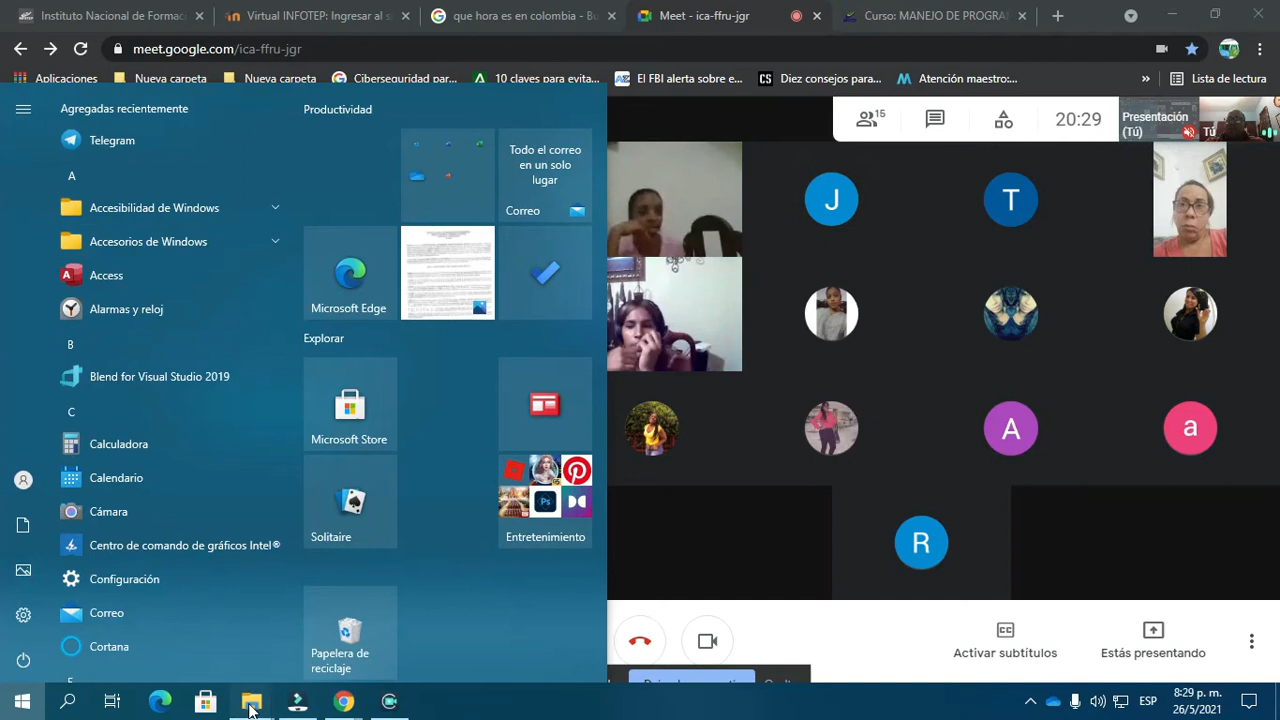 Instituto Nacional de Formac
Virtual INFOTEP: Ingresar al s
que hora es en colombia - Bu
Meet - ica-ffru-jgr
Curso: MANEJO DE PROGRA
meet.google.com/ica-ffru-jgr
Aplicaciones
Nueva carpeta
Nueva carpeta
Ciberseguridad par...
10 claves para evita...
El FBI alerta sobre e...
Diez consejos para...
Atención maestro:...
»
Lista de lectura
Agregadas recientemente
Telegram
A
Accesibilidad de Windows
Accesorios de Windows
Access
Alarmas y reloj
B
Blend for Visual Studio 2019
C
Calculadora
Calendario
Cámara
Centro de comando de gráficos Intel®
Configuración
Correo
Cortana
Productividad
Todo el correo
en un solo
lugar
Correo
Microsoft Edge
Explorar
Microsoft Store
Solitaire
Ps
Entretenimiento
Papelera de
reciclaje
15
20:29
Presentación
(Tú)
Tú
J
T
A
a
R
CC
Activar subtítulos
Estás presentando
ESP
8:29 p. m.
26/5/2021